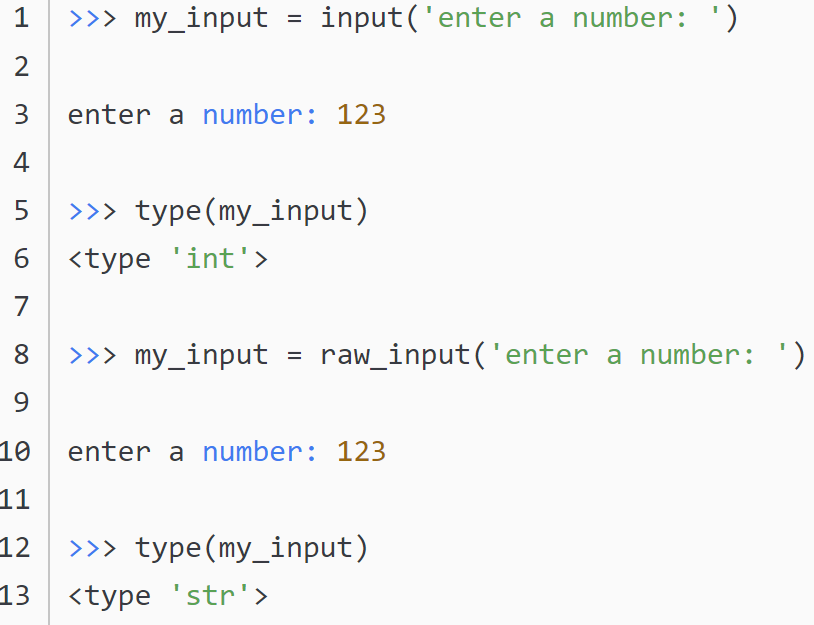 1 >>> my_input = input('enter a number: ')
2
3 enter a number: 123
4
5 >>> type(my_input)
6 <type 'int'>
7
8 >>> my_input = raw_input('enter a number: ')
9
10 enter a number: 123
11
12 >>> type(my_input)
13 <type 'str'>